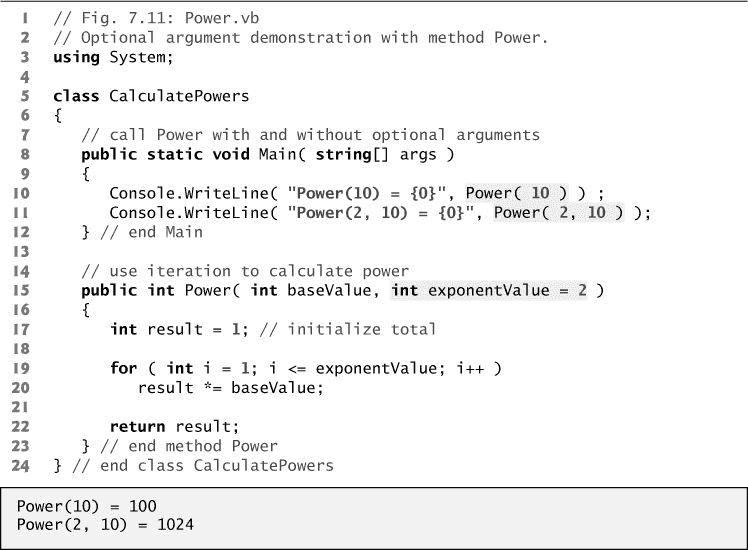 1 // Fig. 7.11: Power.vb
2 // Optional argument demonstration with method Power.
3 using System;
4
5 class CalculatePowers
6 {
7 // call Power with and without optional arguments
8 public static void Main( string[] args )
9 {
10 Console.WriteLine( "Power(10) = {0}", Power( 10 ) ) ;
11 Console.WriteLine( "Power(2, 10) = {0}", Power( 2, 10 ) );
12 } // end Main
13
14 // use iteration to calculate power
15 public int Power( int baseValue, int exponentValue = 2 )
16 {
17 int result = 1; // initialize total
18
19 for ( int i = 1; i <= exponentValue; i++ )
20 result *= baseValue;
21
22 return result;
23 } // end method Power
24 } // end class CalculatePowers
Power(10) = 100
Power(2, 10) = 1024